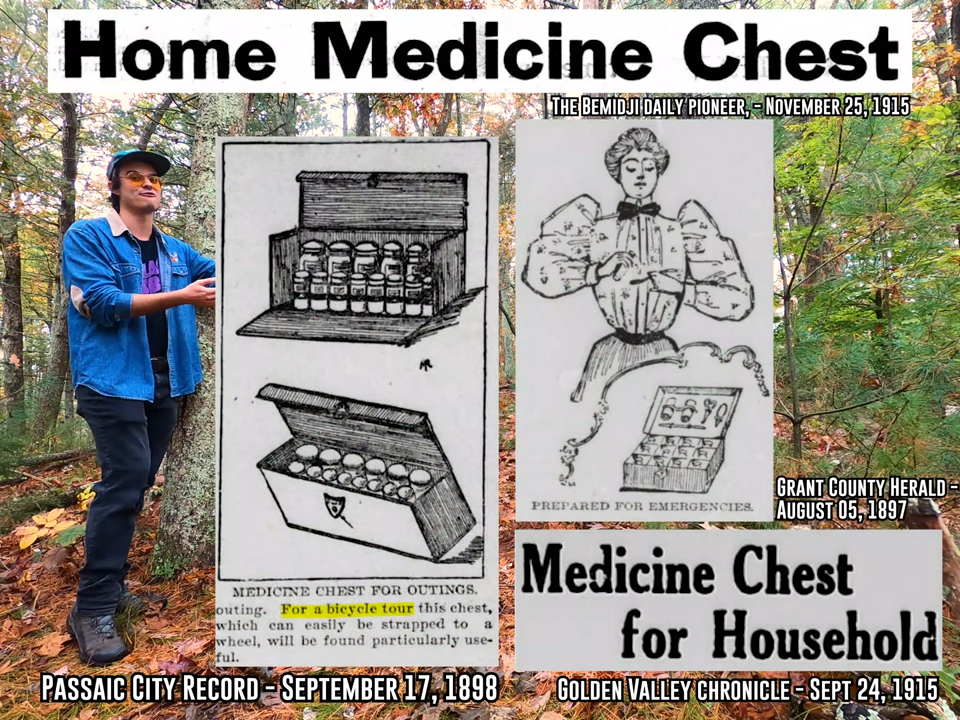 Home Medicine Chest
The Bemidji daily pioneer, - November 25, 1915
MEDICINE CHEST FOR OUTINGS.
outing. For a bicycle tour this chest,
which can easily be strapped to a
wheel, will be found particularly use-
ful.
Passaic City Record - September 17, 1898
PREPARED FOR EMERGENCIES.
Grant County Herald -
August 05, 1897
Medicine Chest
for Household
Golden Valley chronicle - Sept 24, 1915